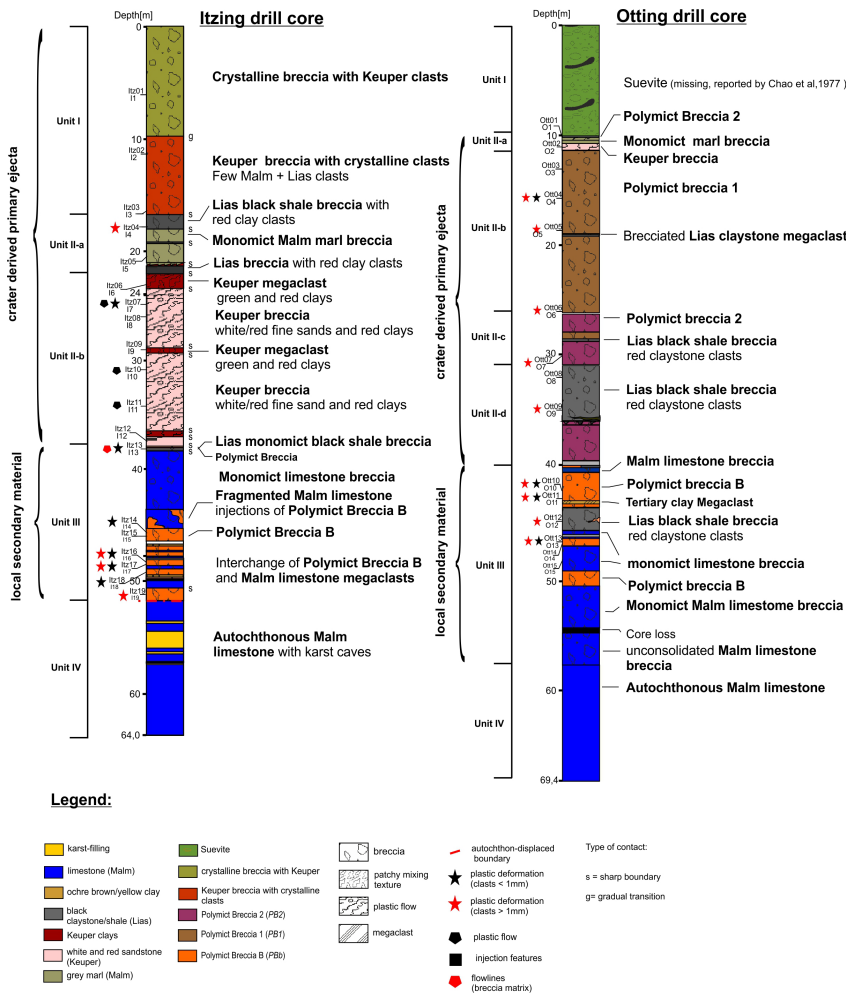 Itzing drill core
Depth[m]
0
10
20
24
30
40
50
60
64,0
crater derived primary ejecta
local secondary material
Unit I
Unit II-a
Unit II-b
Unit III
Unit IV
Itz01
I1
Itz02
I2
Itz03
I3
Itz04
I4
Itz05
I5
Itz06
I6
Itz07
I7
Itz08
I8
Itz09
I9
Itz10
I10
Itz11
I11
Itz12
I12
Itz13
I13
Itz14
I14
Itz15
I15
Itz16
I16
Itz17
I17
Itz18
I18
Itz19
I19
g
s
s
s
s
s
s
s
s
s
s
s
s
s
Crystalline breccia with Keuper clasts
Keuper breccia with crystalline clasts
Few Malm + Lias clasts
Lias black shale breccia with
red clay clasts
Monomict Malm marl breccia
Lias breccia with red clay clasts
Keuper megaclast
green and red clays
Keuper breccia
white/red fine sands and red clays
Keuper megaclast
green and red clays
Keuper breccia
white/red fine sand and red clays
Lias monomict black shale breccia
Polymict Breccia
Monomict limestone breccia
Fragmented Malm limestone
injections of Polymict Breccia B
Polymict Breccia B
Interchange of Polymict Breccia B
and Malm limestone megaclasts
Autochthonous Malm
limestone with karst caves
Otting drill core
Depth[m]
0
10
20
30
40
50
60
69,4
crater derived primary ejecta
local secondary material
Unit I
Unit II-a
Unit II-b
Unit II-c
Unit II-d
Unit III
Unit IV
Ott01
O1
Ott02
O2
Ott03
O3
Ott04
O4
Ott05
O5
Ott06
O6
Ott07
O7
Ott08
O8
Ott09
O9
Ott10
O10
Ott11
O11
Ott12
O12
Ott13
O13
Ott14
O14
Ott15
O15
Suevite (missing, reported by Chao et al,1977 )
Polymict Breccia 2
Monomict marl breccia
Keuper breccia
Polymict breccia 1
Brecciated Lias claystone megaclast
Polymict breccia 2
Lias black shale breccia
red claystone clasts
Lias black shale breccia
red claystone clasts
Malm limestone breccia
Polymict breccia B
Tertiary clay Megaclast
Lias black shale breccia
red claystone clasts
monomict limestone breccia
Polymict breccia B
Monomict Malm limestome breccia
Core loss
unconsolidated Malm limestone
breccia
Autochthonous Malm limestone
Legend:
karst-filling
limestone (Malm)
ochre brown/yellow clay
black
claystone/shale (Lias)
Keuper clays
white and red sandstone
(Keuper)
grey marl (Malm)
Suevite
crystalline breccia with Keuper
Keuper breccia with crystalline
clasts
Polymict Breccia 2 (PB2)
Polymict Breccia 1 (PB1)
Polymict Breccia B (PBb)
breccia
patchy mixing
texture
plastic flow
megaclast
autochthon-displaced
boundary
plastic deformation
(clasts < 1mm)
plastic deformation
(clasts > 1mm)
plastic flow
injection features
flowlines
(breccia matrix)
Type of contact:
s = sharp boundary
g= gradual transition